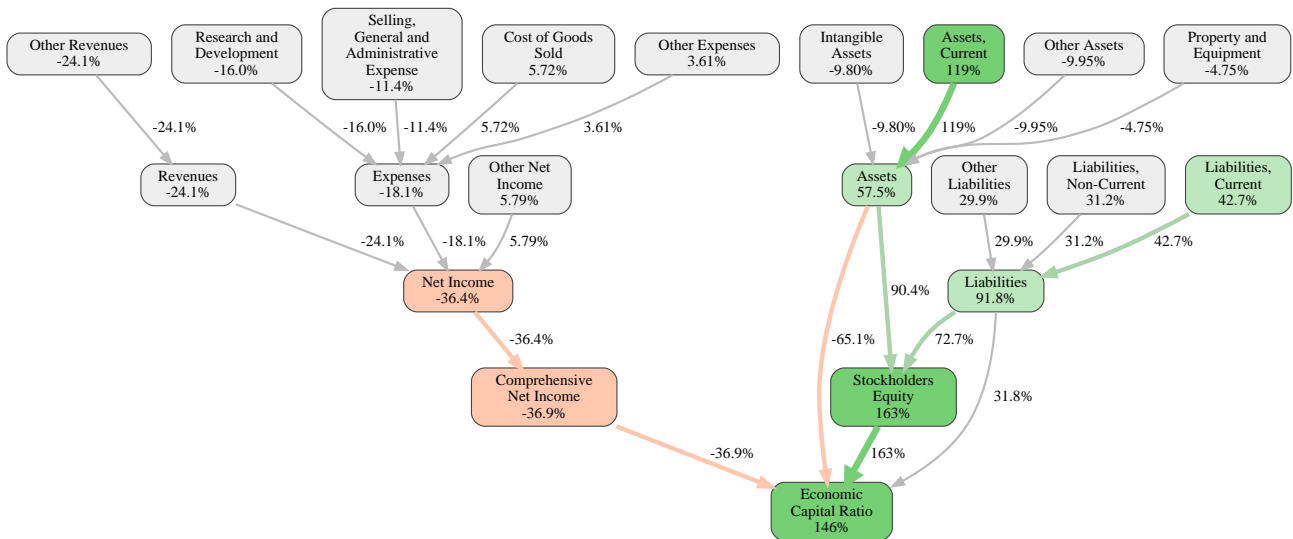 Other Revenues
-24.1%
Research and
Development
-16.0%
Selling,
General and
Administrative
Expense
-11.4%
Cost of Goods
Sold
5.72%
Other Expenses
3.61%
Intangible
Assets
-9.80%
Assets,
Current
119%
Other Assets
-9.95%
Property and
Equipment
-4.75%
-24.1%
-16.0%
-11.4%
5.72%
3.61%
-9.80%
119%
-9.95%
-4.75%
Revenues
-24.1%
Expenses
-18.1%
Other Net
Income
5.79%
Assets
57.5%
Other
Liabilities
29.9%
Liabilities,
Non-Current
31.2%
Liabilities,
Current
42.7%
-24.1%
-18.1%
5.79%
29.9%
31.2%
42.7%
Net Income
-36.4%
90.4%
Liabilities
91.8%
-36.4%
-65.1%
72.7%
Comprehensive
Net Income
-36.9%
Stockholders
Equity
163%
31.8%
-36.9%
163%
Economic
Capital Ratio
146%